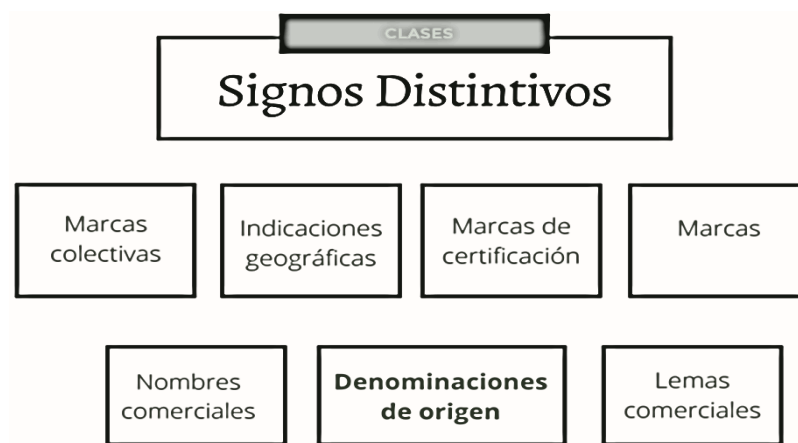 CLASES
Signos Distintivos
Marcas
colectivas
Indicaciones
geográficas
Marcas de
certificación
Marcas
Nombres
comerciales
Denominaciones
de origen
Lemas
comerciales